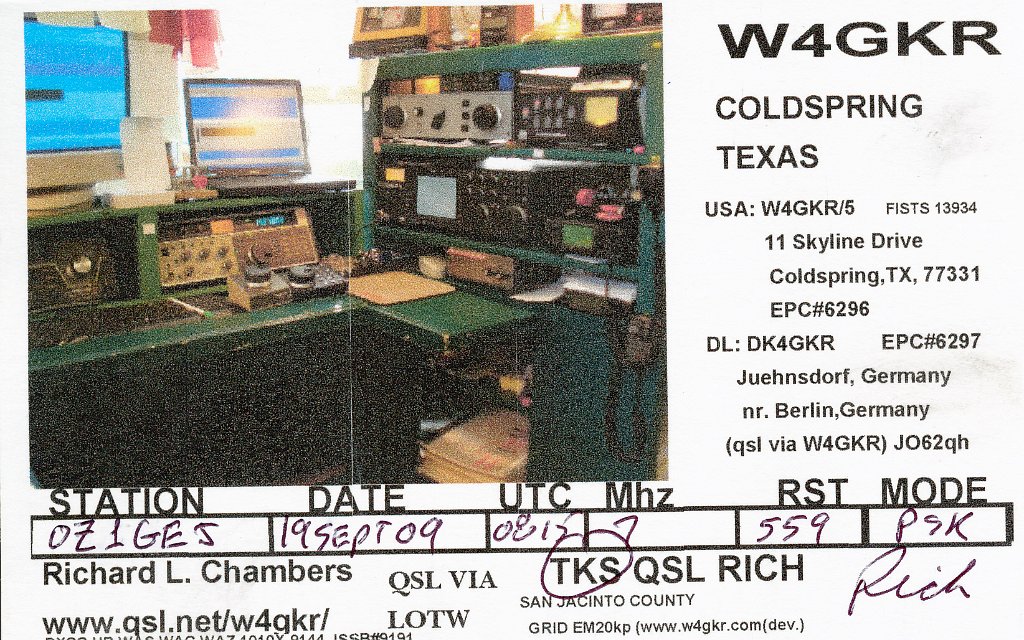 W4GKR
COLDSPRING
TEXAS
USA: W4GKR/5 FISTS 13934
11 Skyline Drive
Coldspring,TX, 77331
EPC#6296
DL: DK4GKR EPC#6297
Juehnsdorf, Germany
nr. Berlin,Germany
(qsl via W4GKR) JO62qh
STATION DATE UTC Mhz RST MODE
OZ1GEJ 19SEPT09 0815 7 559 PSK
Richard L. Chambers QSL VIA TKS QSL RICH Rich
SAN JACINTO COUNTY
www.qsl.net/w4gkr/ LOTW
GRID EM20kp (www.w4gkr.com(dev.)